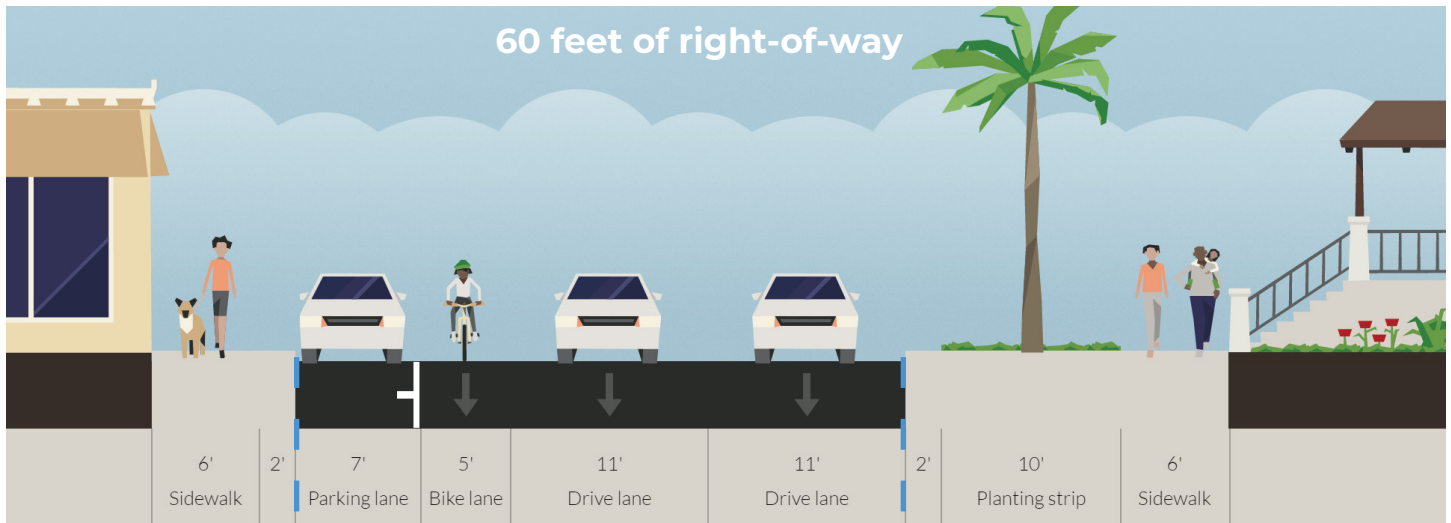 60 feet of right-of-way
6' 2' 7' 5' 11' 11' 2' 10' 6'
Sidewalk Parking lane Bike lane Drive lane Drive lane Planting strip Sidewalk